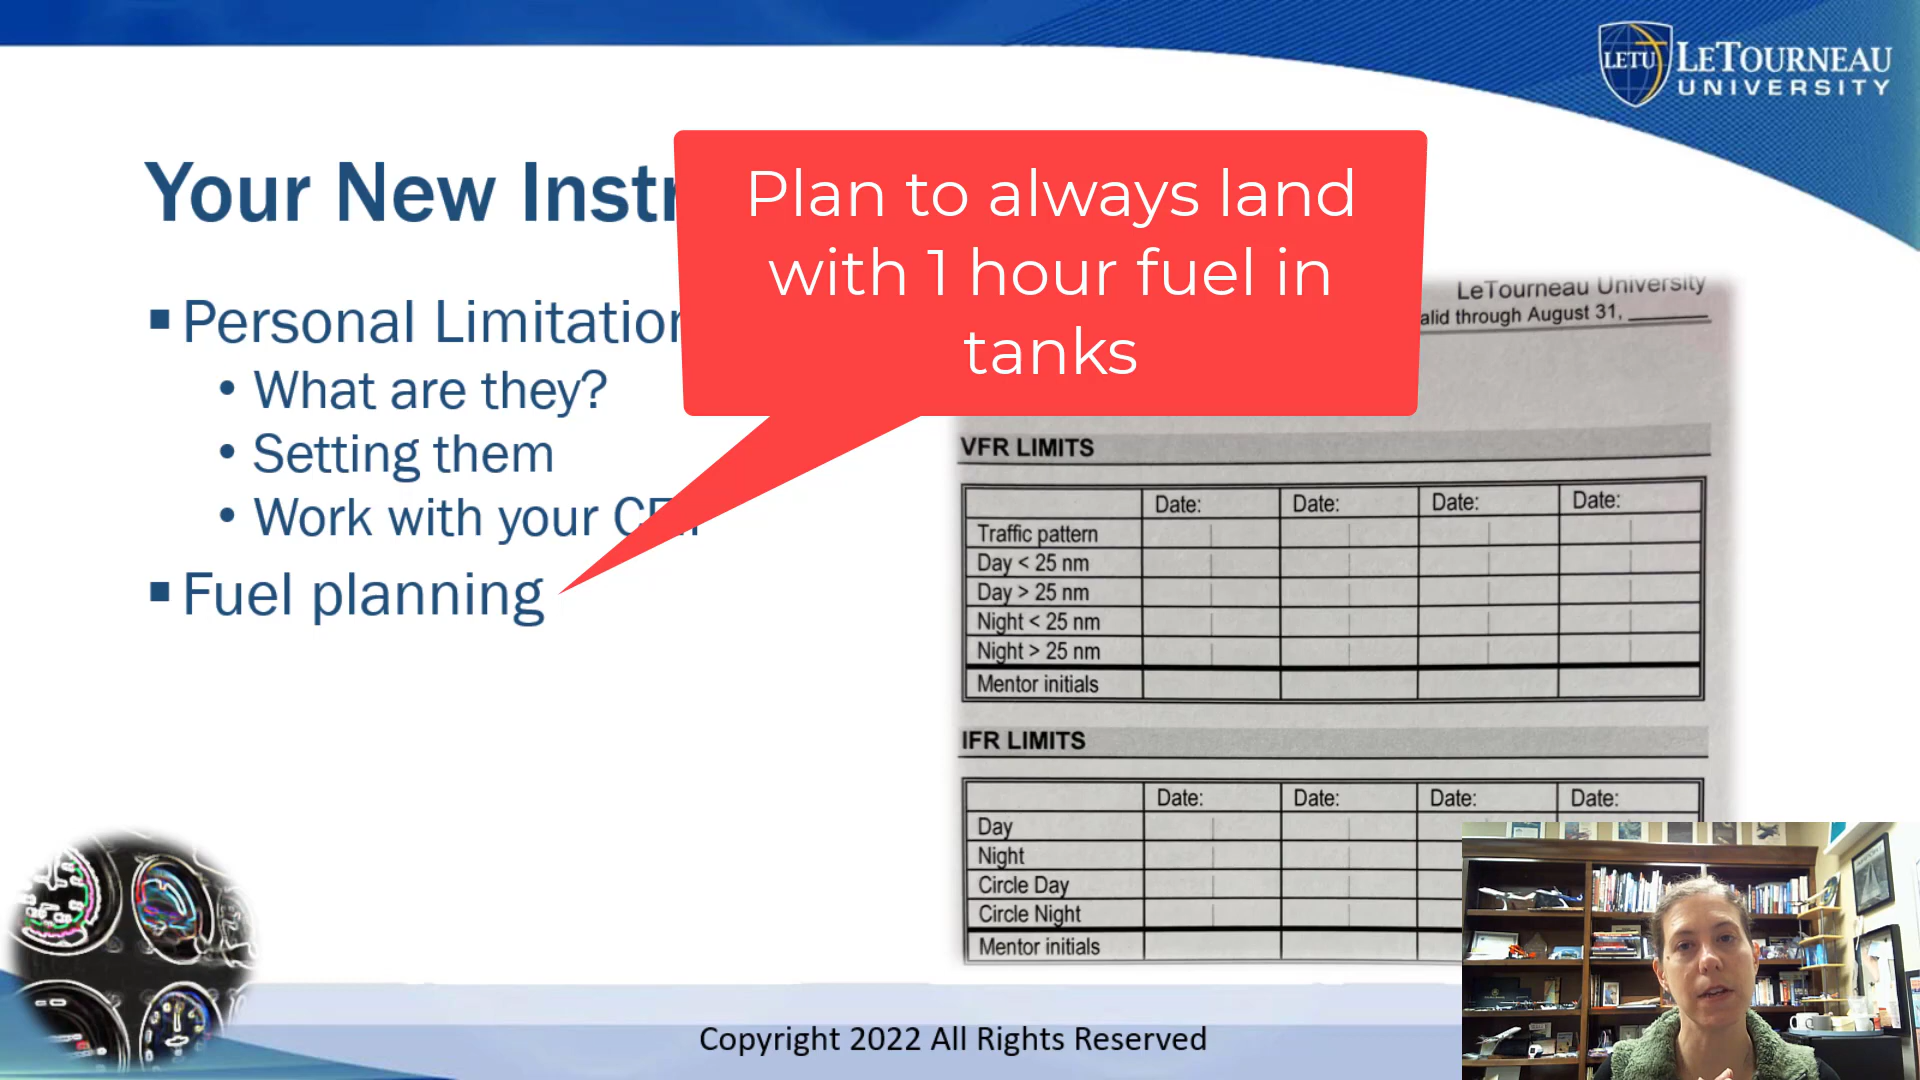 LETU
LETOURNEAU
UNIVERSITY
Your New Instr
Plan to always land
with 1 hour fuel in
tanks
Personal Limitation
• What are they?
• Setting them
• Work with your
Fuel planning
LeTourneau University
alid through August 31, ______
VFR LIMITS
Date: Date: Date: Date:
Traffic pattern
Day < 25 nm
Day > 25 nm
Night < 25 nm
Night > 25 nm
Mentor initials
IFR LIMITS
Date: Date: Date: Date:
Day
Night
Circle Day
Circle Night
Mentor initials
Copyright 2022 All Rights Reserved